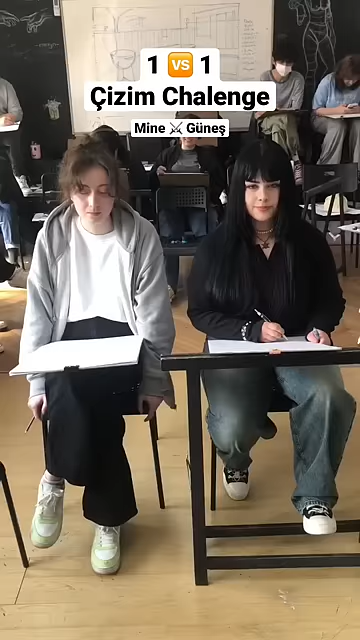 1 🆚 1
Çizim Chalenge
Mine ⚔ Güneş